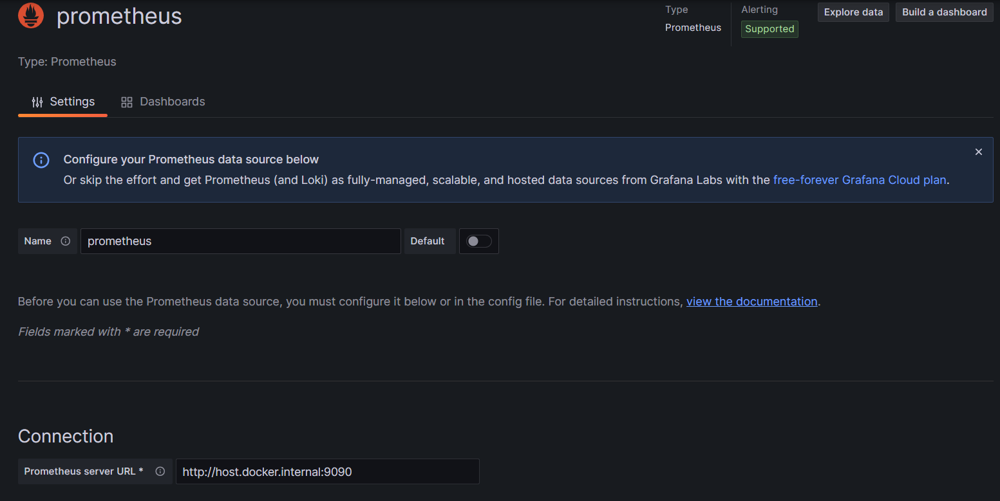 prometheus
Type
Prometheus
Alerting
Supported
Explore data
Build a dashboard
Type: Prometheus
Settings
Dashboards
Configure your Prometheus data source below
Or skip the effort and get Prometheus (and Loki) as fully-managed, scalable, and hosted data sources from Grafana Labs with the free-forever Grafana Cloud plan.
Name
prometheus
Default
Before you can use the Prometheus data source, you must configure it below or in the config file. For detailed instructions, view the documentation.
Fields marked with * are required
Connection
Prometheus server URL *
http://host.docker.internal:9090